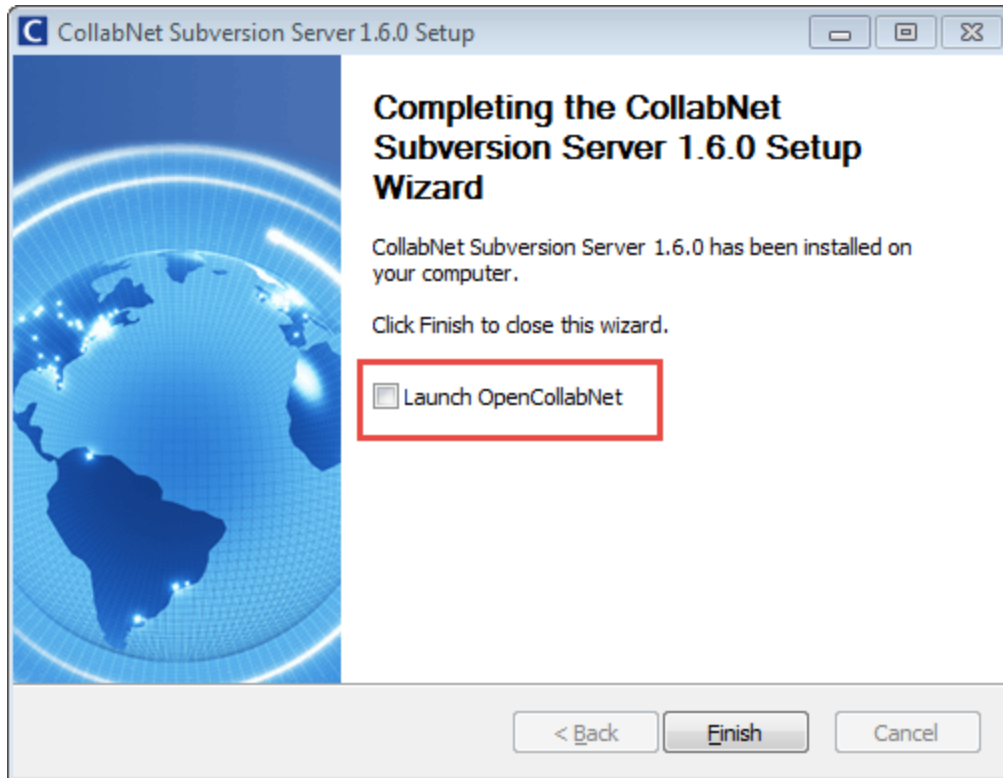 C CollabNet Subversion Server 1.6.0 Setup
Completing the CollabNet
Subversion Server 1.6.0 Setup
Wizard
CollabNet Subversion Server 1.6.0 has been installed on
your computer.
Click Finish to close this wizard.
Launch OpenCollabNet
< Back
Finish
Cancel